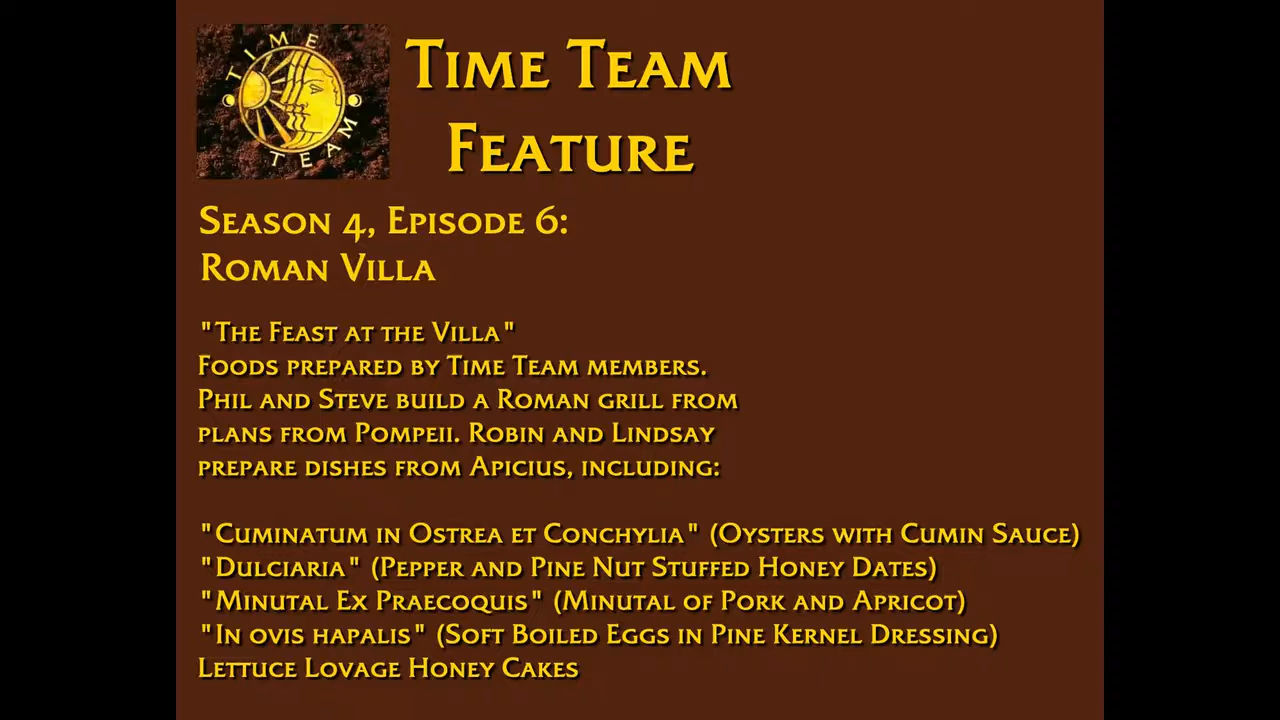 TIME TEAM
TIME TEAM
FEATURE
SEASON 4, EPISODE 6:
ROMAN VILLA
"THE FEAST AT THE VILLA"
FOODS PREPARED BY TIME TEAM MEMBERS.
PHIL AND STEVE BUILD A ROMAN GRILL FROM
PLANS FROM POMPEII. ROBIN AND LINDSAY
PREPARE DISHES FROM APICIUS, INCLUDING:
"CUMINATUM IN OSTREA ET CONCHYLIA" (OYSTERS WITH CUMIN SAUCE)
"DULCIARIA" (PEPPER AND PINE NUT STUFFED HONEY DATES)
"MINUTAL EX PRAECOQUIS" (MINUTAL OF PORK AND APRICOT)
"IN OVIS HAPALIS" (SOFT BOILED EGGS IN PINE KERNEL DRESSING)
LETTUCE LOVAGE HONEY CAKES